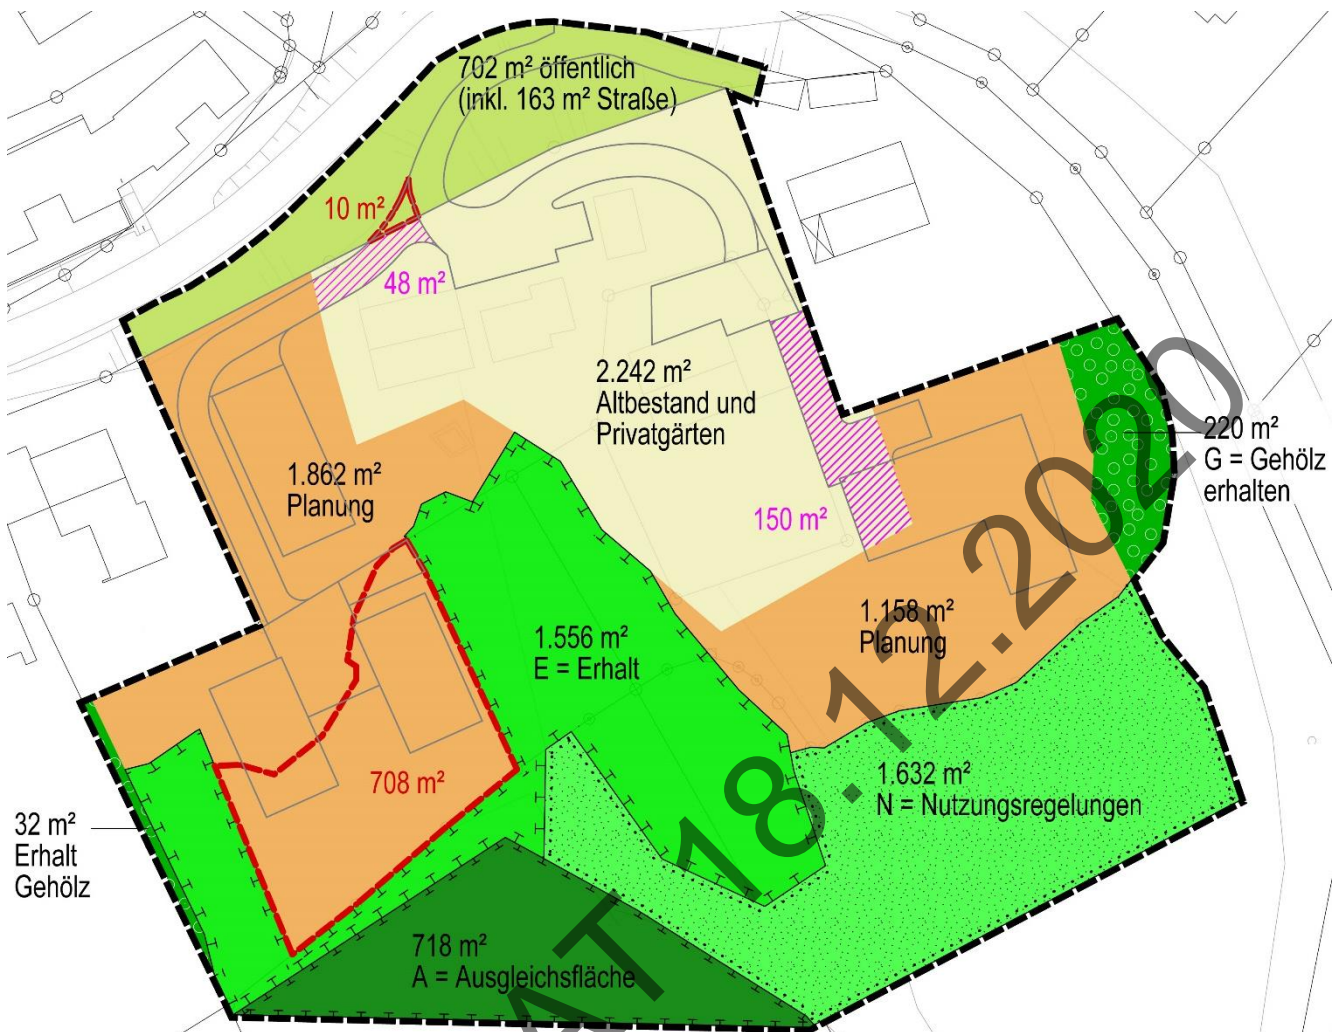 702 m² öffentlich
(inkl. 163 m² Straße)
10 m²
48 m²
2.242 m²
Altbestand und
Privatgärten
220 m²
G = Gehölz
erhalten
1.862 m²
Planung
150 m²
1.158 m²
Planung
1.556 m²
E = Erhalt
708 m²
1.632 m²
N = Nutzungsregelungen
32 m²
Erhalt
Gehölz
718 m²
A = Ausgleichsfläche
AT 18.12.2020